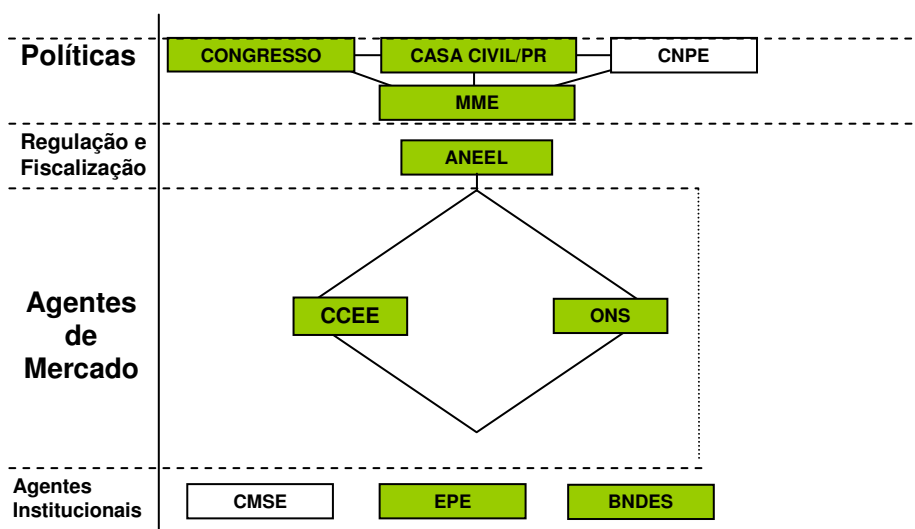 Políticas
CONGRESSO
CASA CIVIL/PR
CNPE
MME
Regulação e
Fiscalização
ANEEL
Agentes
de
Mercado
CCEE
ONS
Agentes
Institucionais
CMSE
EPE
BNDES